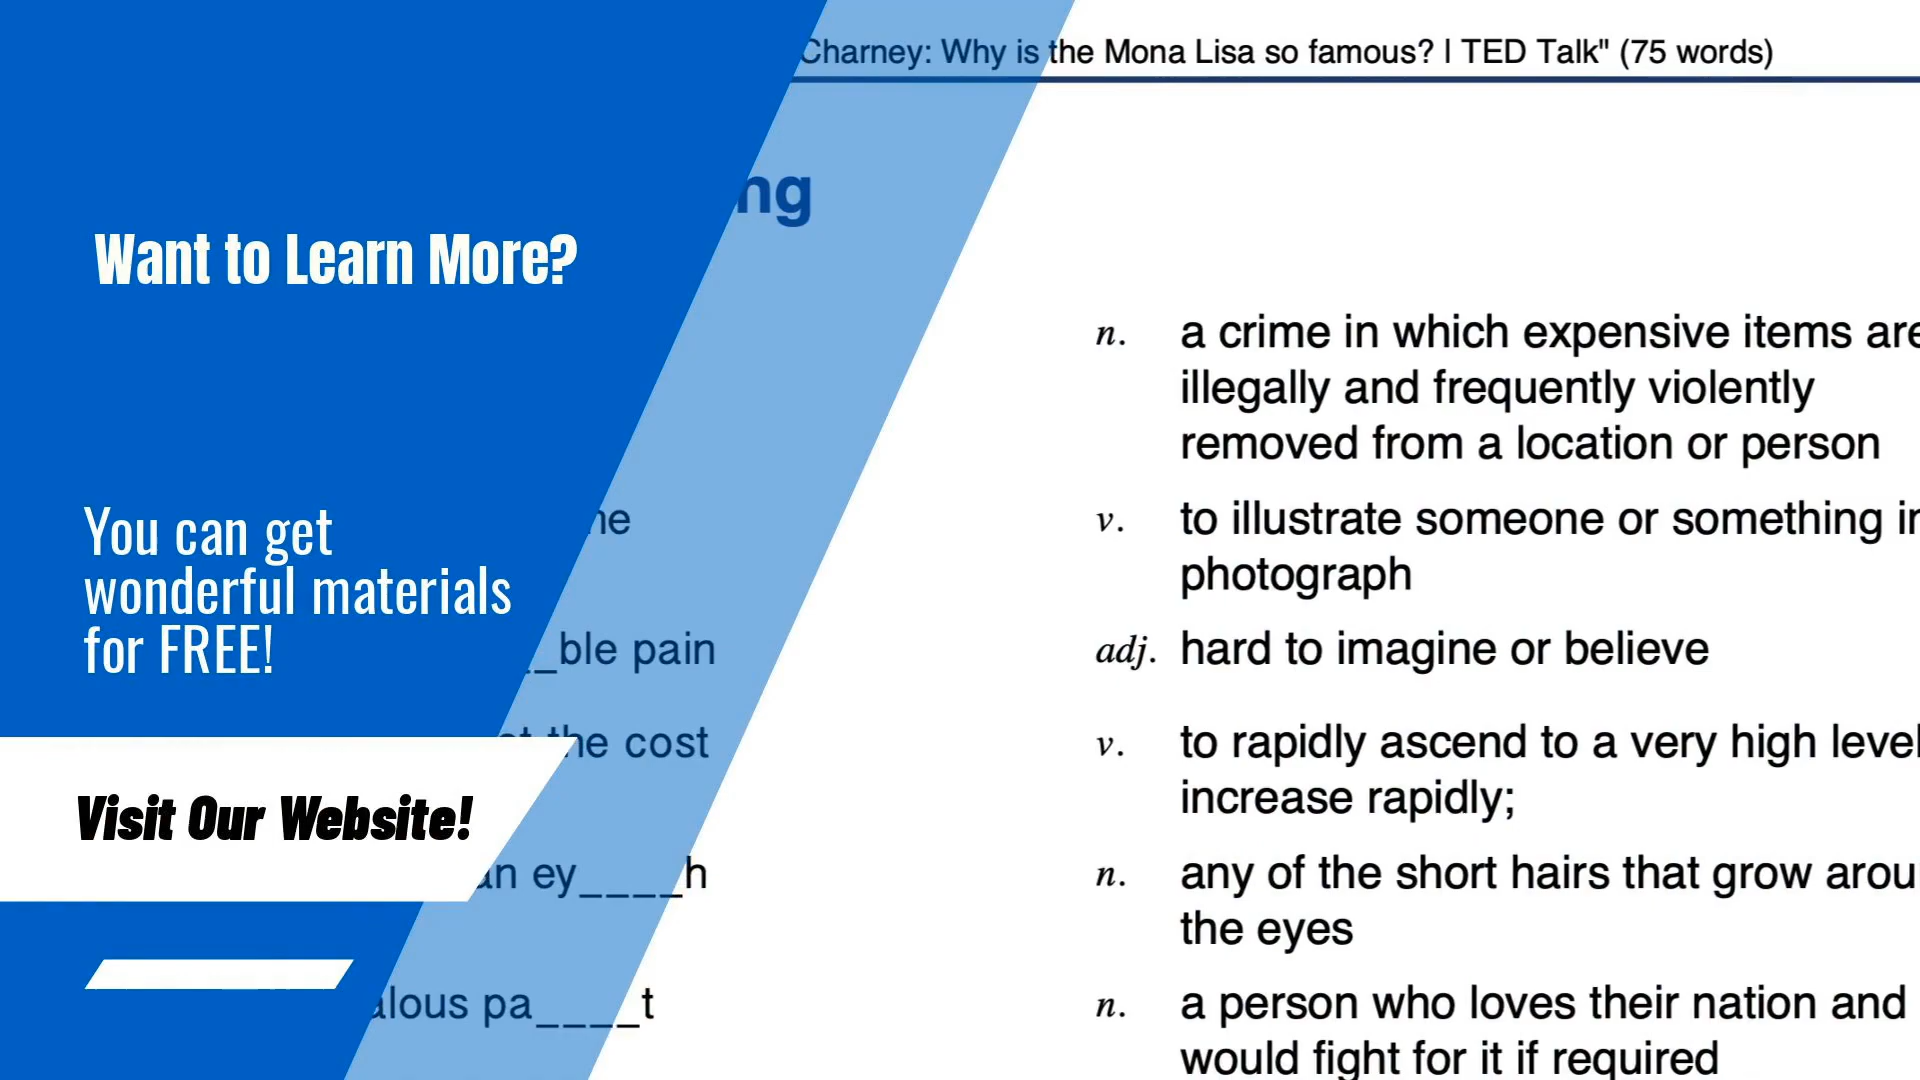 Charney: Why is the Mona Lisa so famous? | TED Talk" (75 words)
ng
Want to Learn More?
You can get
wonderful materials
for FREE!
Visit Our Website!
n. a crime in which expensive items are
illegally and frequently violently
removed from a location or person
ne
v. to illustrate someone or something in
photograph
_ble pain
adj. hard to imagine or believe
the cost
v. to rapidly ascend to a very high level
increase rapidly;
an ey____h
n. any of the short hairs that grow arou
the eyes
alous pa____t
n. a person who loves their nation and
would fight for it if required